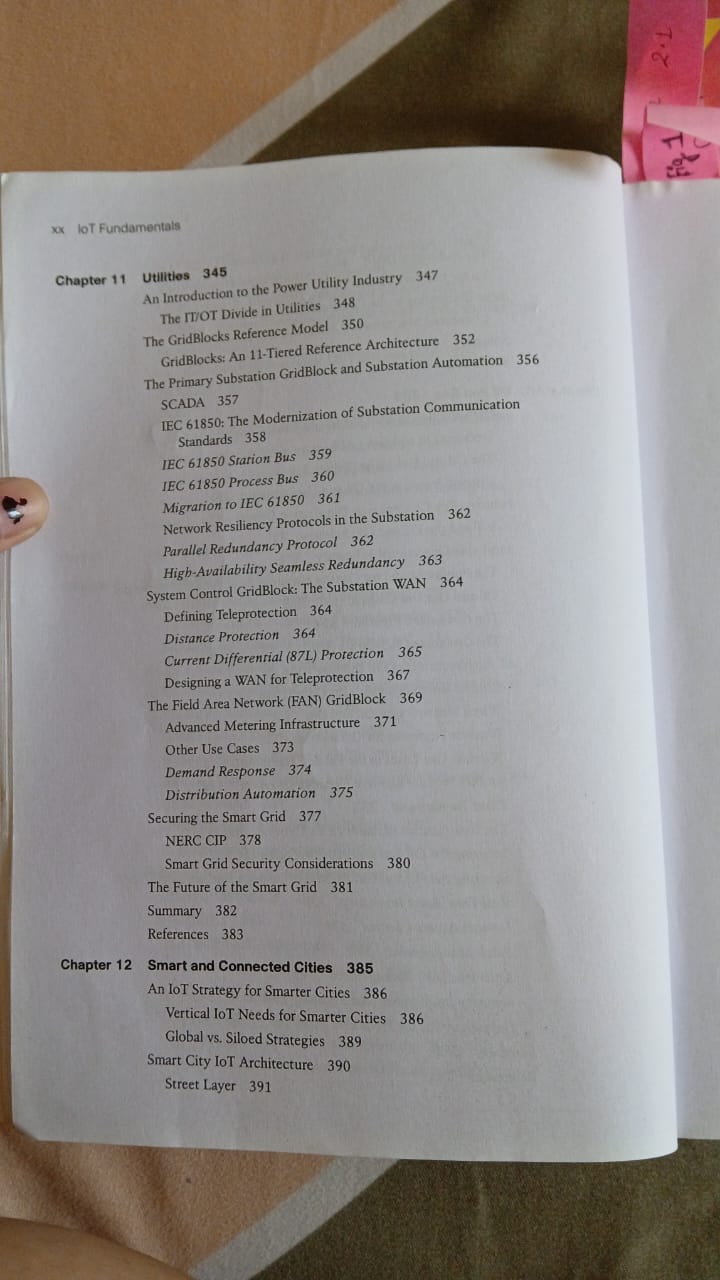 xx IoT Fundamentals
Chapter 11 Utilities 345
An Introduction to the Power Utility Industry 347
The IT/OT Divide in Utilities 348
The GridBlocks Reference Model 350
GridBlocks: An 11-Tiered Reference Architecture 352
The Primary Substation GridBlock and Substation Automation 356
SCADA 357
IEC 61850: The Modernization of Substation Communication
Standards 358
IEC 61850 Station Bus 359
IEC 61850 Process Bus 360
Migration to IEC 61850 361
Network Resiliency Protocols in the Substation 362
Parallel Redundancy Protocol 362
High-Availability Seamless Redundancy 363
System Control GridBlock: The Substation WAN 364
Defining Teleprotection 364
Distance Protection 364
Current Differential (87L) Protection 365
Designing a WAN for Teleprotection 367
The Field Area Network (FAN) GridBlock 369
Advanced Metering Infrastructure 371
Other Use Cases 373
Demand Response 374
Distribution Automation 375
Securing the Smart Grid 377
NERC CIP 378
Smart Grid Security Considerations 380
The Future of the Smart Grid 381
Summary 382
References 383
Chapter 12 Smart and Connected Cities 385
An IoT Strategy for Smarter Cities 386
Vertical IoT Needs for Smarter Cities 386
Global vs. Siloed Strategies 389
Smart City IoT Architecture 390
Street Layer 391
2.1
Fig 1